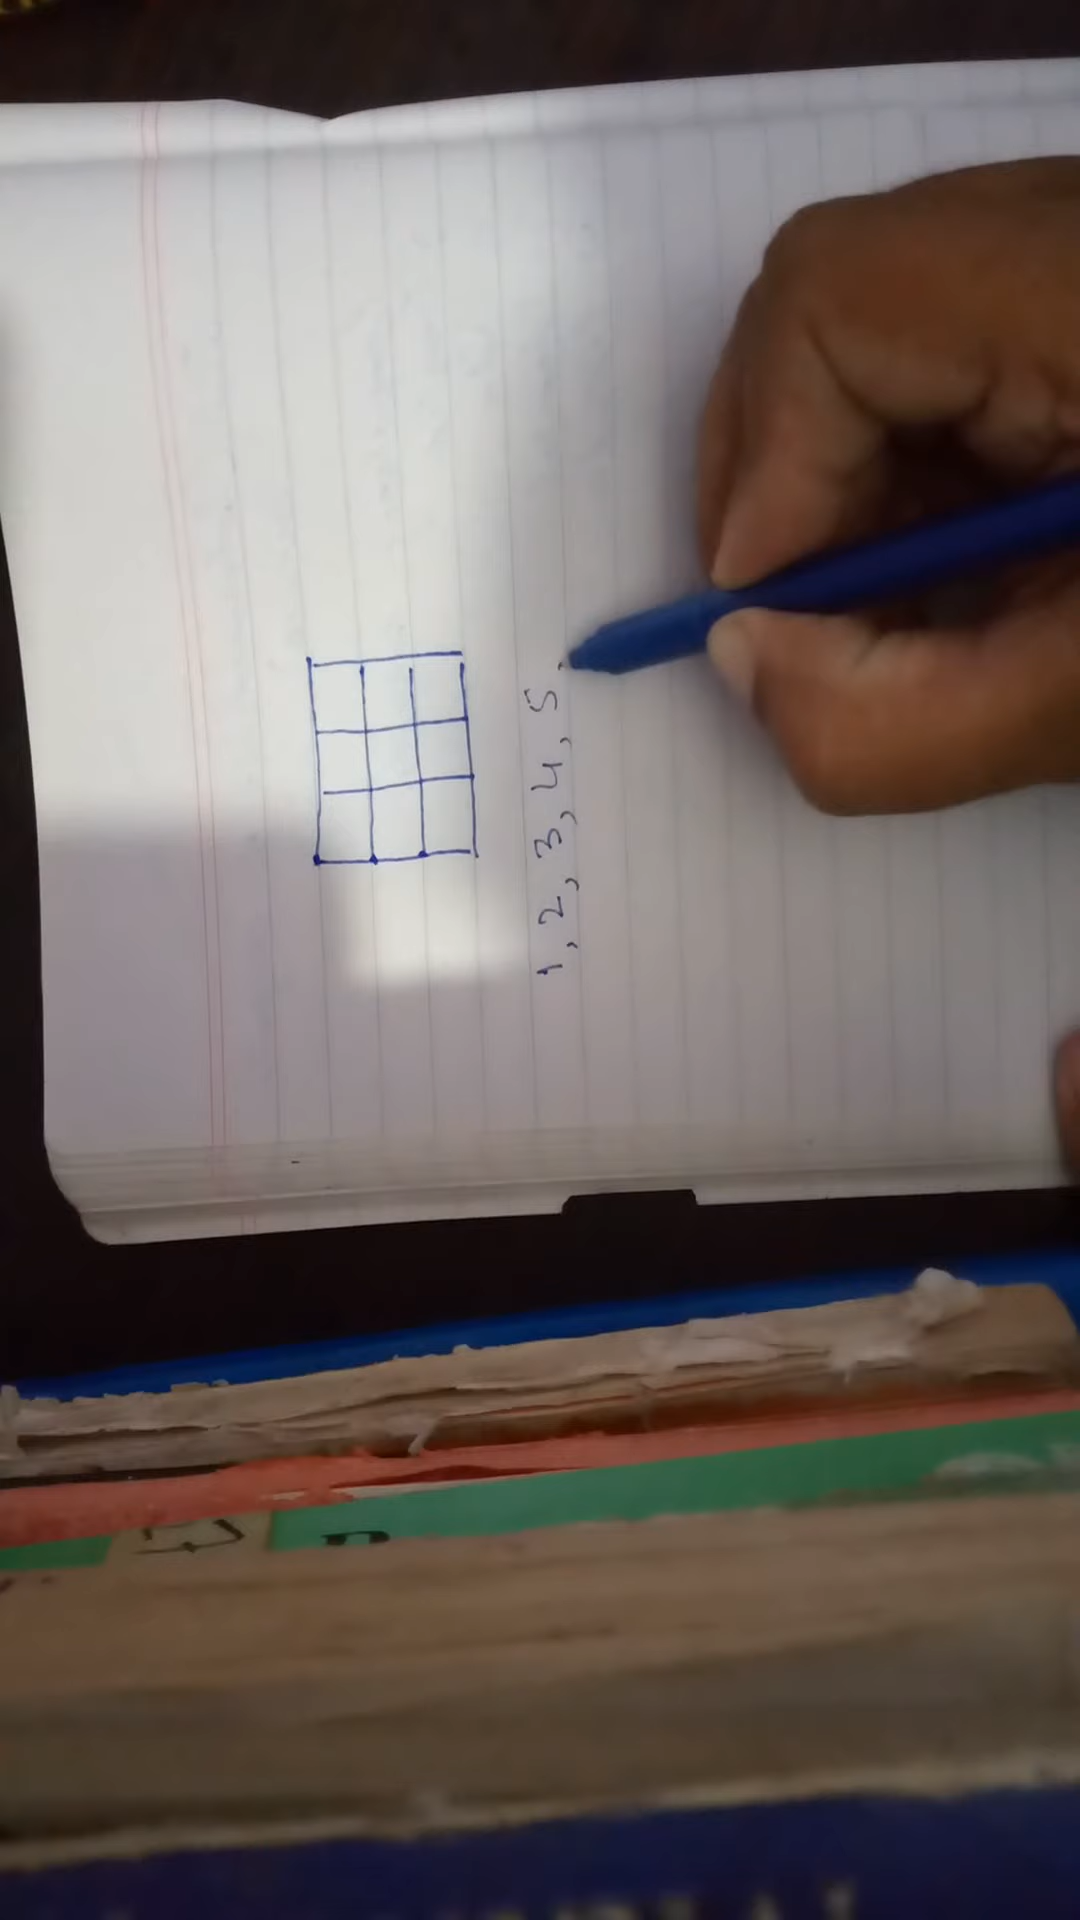 1, 2, 3, 4, 5,